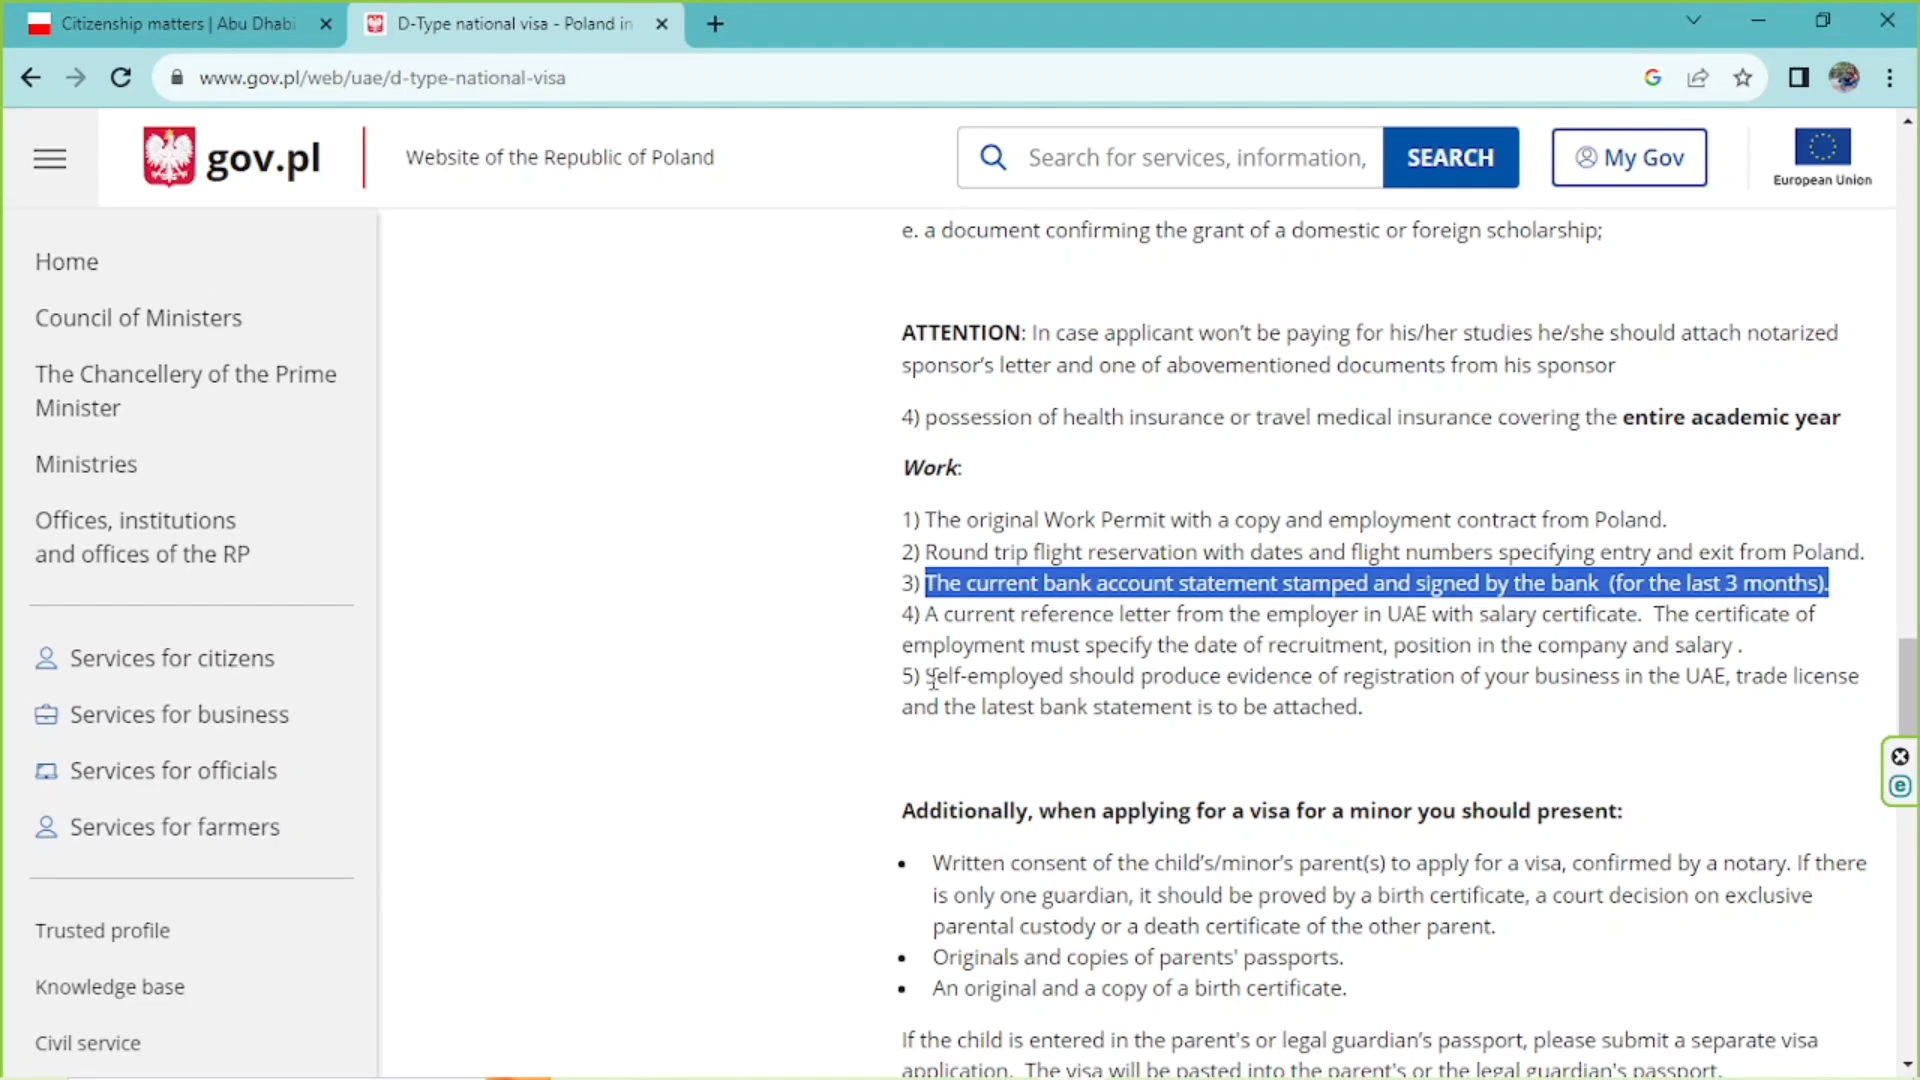 Citizenship matters | Abu Dhabi
D-Type national visa - Poland in
www.gov.pl/web/uae/d-type-national-visa
gov.pl
Website of the Republic of Poland
Search for services, information,
SEARCH
My Gov
European Union
Home
Council of Ministers
The Chancellery of the Prime
Minister
Ministries
Offices, institutions
and offices of the RP
Services for citizens
Services for business
Services for officials
Services for farmers
Trusted profile
Knowledge base
Civil service
e. a document confirming the grant of a domestic or foreign scholarship;
ATTENTION: In case applicant won't be paying for his/her studies he/she should attach notarized
sponsor's letter and one of abovementioned documents from his sponsor
4) possession of health insurance or travel medical insurance covering the entire academic year
Work:
1) The original Work Permit with a copy and employment contract from Poland.
2) Round trip flight reservation with dates and flight numbers specifying entry and exit from Poland.
3) The current bank account statement stamped and signed by the bank  (for the last 3 months).
4) A current reference letter from the employer in UAE with salary certificate.  The certificate of
employment must specify the date of recruitment, position in the company and salary .
5) Self-employed should produce evidence of registration of your business in the UAE, trade license
and the latest bank statement is to be attached.
Additionally, when applying for a visa for a minor you should present:
• Written consent of the child's/minor's parent(s) to apply for a visa, confirmed by a notary. If there
is only one guardian, it should be proved by a birth certificate, a court decision on exclusive
parental custody or a death certificate of the other parent.
• Originals and copies of parents' passports.
• An original and a copy of a birth certificate.
If the child is entered in the parent's or legal guardian's passport, please submit a separate visa
application.  The visa will be pasted into the parent's or the legal guardian's passport.